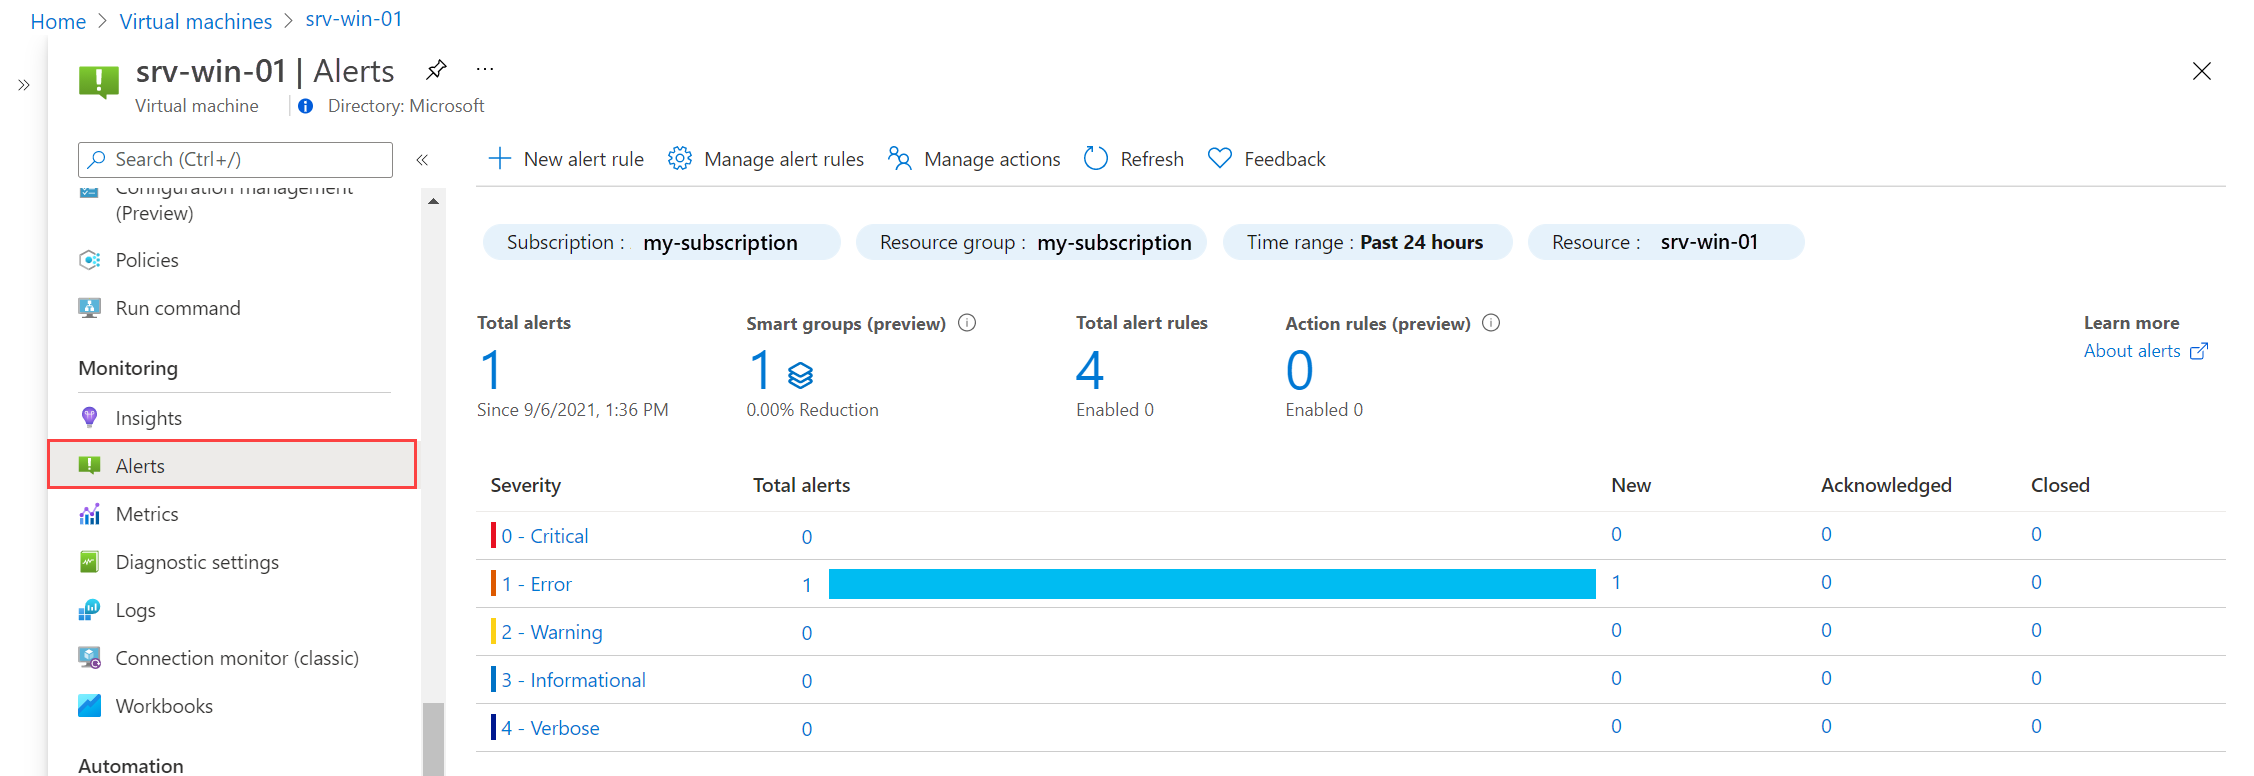 Home > Virtual machines > srv-win-01
»
srv-win-01 | Alerts ...
Virtual machine | Directory: Microsoft
Search (Ctrl+/) «
Configuration management
(Preview)
Policies
Run command
Monitoring
Insights
Alerts
Metrics
Diagnostic settings
Logs
Connection monitor (classic)
Workbooks
Automation
New alert rule Manage alert rules Manage actions Refresh Feedback
Subscription : my-subscription Resource group : my-subscription Time range : Past 24 hours Resource : srv-win-01
Total alerts Smart groups (preview) Total alert rules Action rules (preview)
1 1 4 0
Since 9/6/2021, 1:36 PM 0.00% Reduction Enabled 0 Enabled 0
Learn more
About alerts
Severity Total alerts New Acknowledged Closed
0 - Critical 0 0 0 0
1 - Error 1 1 0 0
2 - Warning 0 0 0 0
3 - Informational 0 0 0 0
4 - Verbose 0 0 0 0